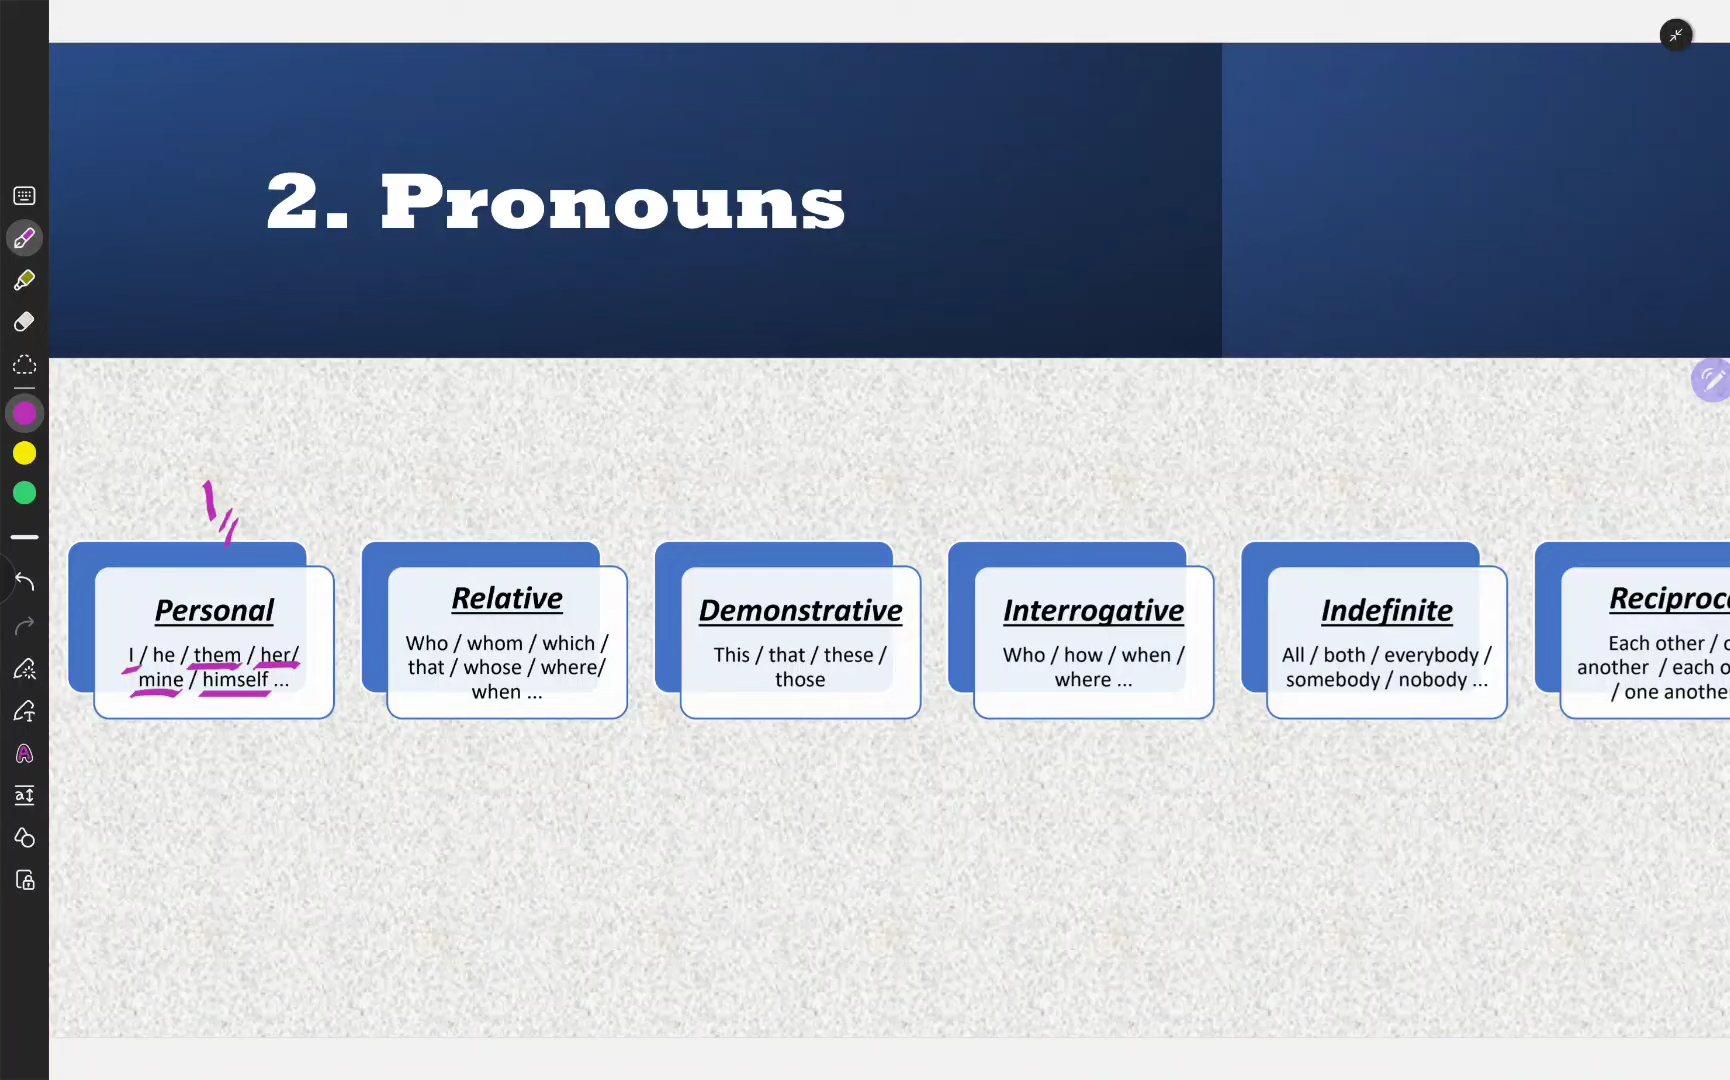 2. Pronouns
Personal
I / he / them / her/
mine / himself ...
Relative
Who / whom / which /
that / whose / where/
when ...
Demonstrative
This / that / these /
those
Interrogative
Who / how / when /
where ...
Indefinite
All / both / everybody /
somebody / nobody ...
Each other /
another / each
/ one